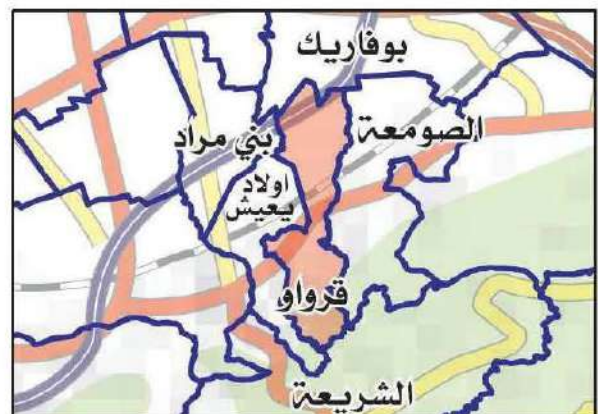 بوفاريك
الصومعة
بني مراد
اولاد
يعيش
قرواو
الشريعة